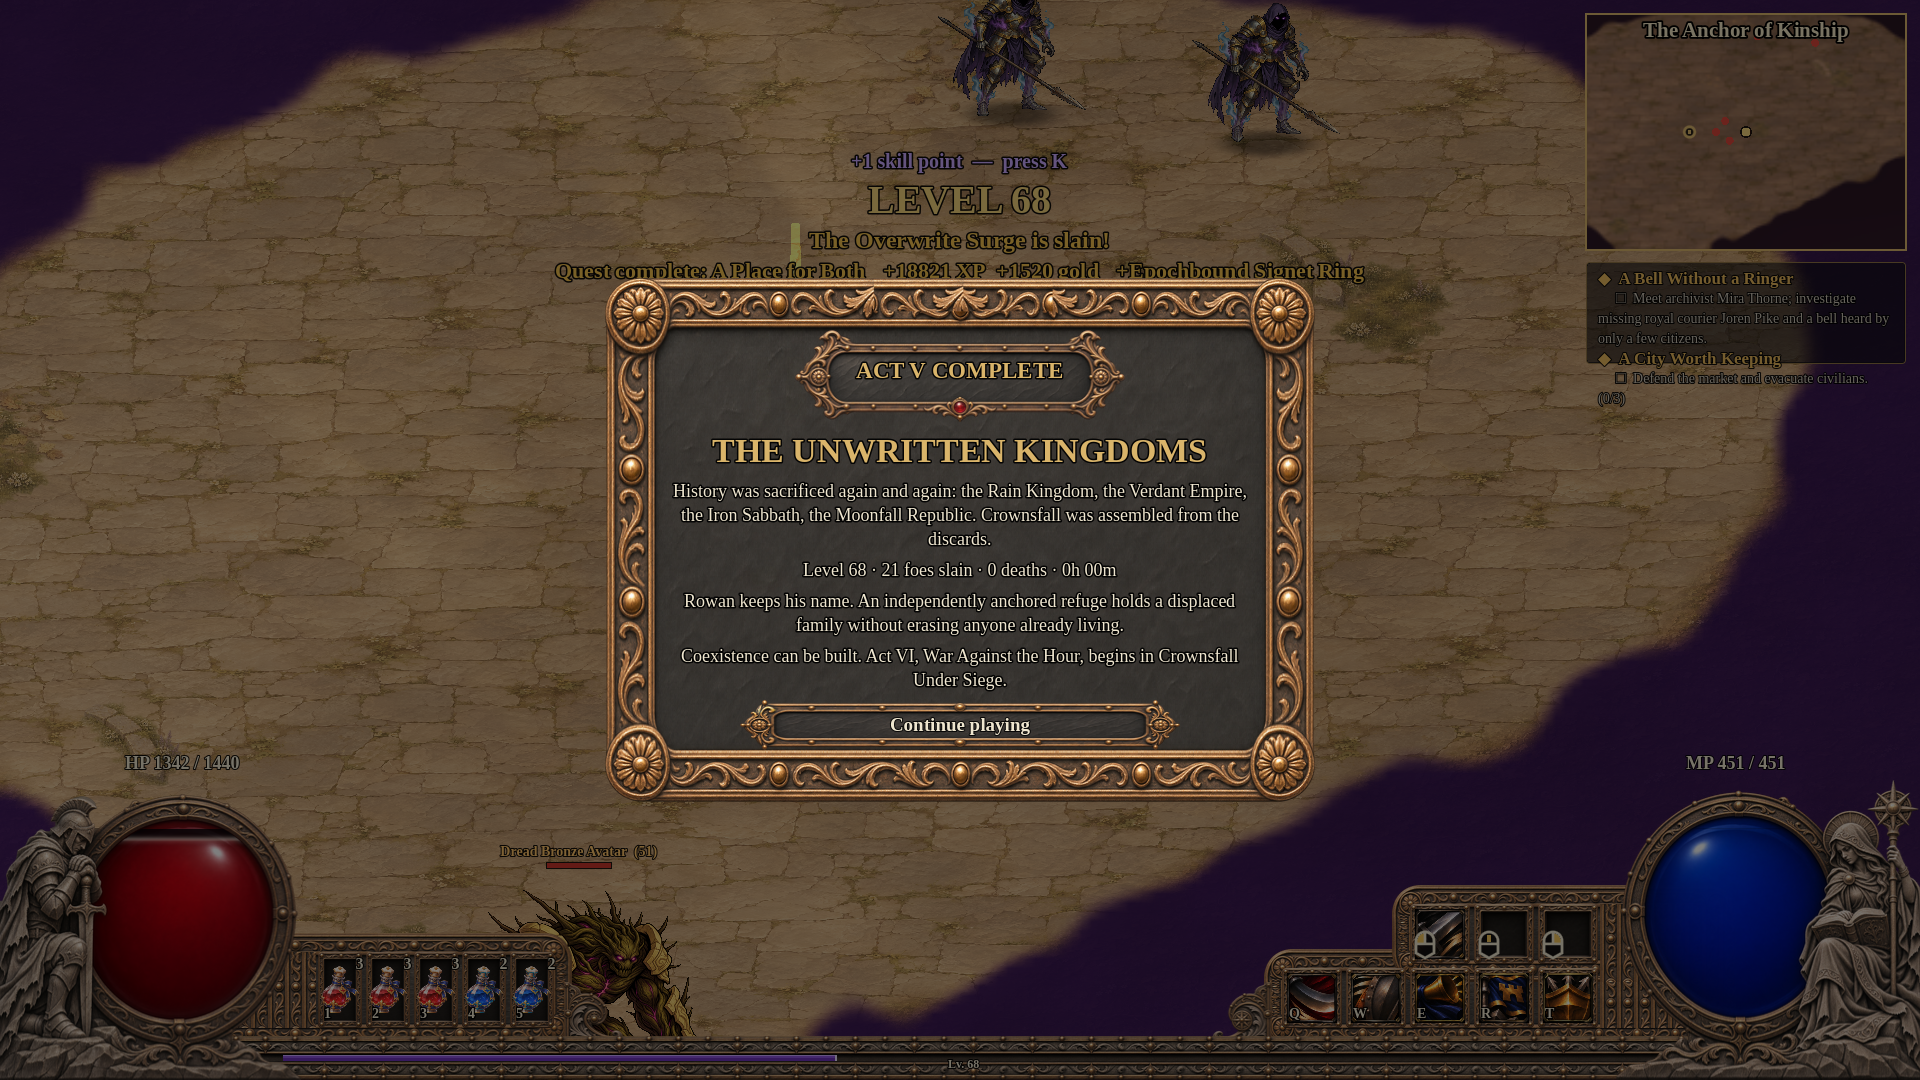 The Anchor of Kinship
+1 skill point — press K
LEVEL 68
The Overwrite Surge is slain!
Quest complete: A Place for Both +18821 XP +1520 gold +Epochbound Signet Ring
◆ A Bell Without a Ringer
☐ Meet archivist Mira Thorne; investigate
missing royal courier Joren Pike and a bell heard by
only a few citizens.
◆ A City Worth Keeping
☐ Defend the market and evacuate civilians.
(0/3)
ACT V COMPLETE
THE UNWRITTEN KINGDOMS
History was sacrificed again and again: the Rain Kingdom, the Verdant Empire,
the Iron Sabbath, the Moonfall Republic. Crownsfall was assembled from the
discards.
Level 68 · 21 foes slain · 0 deaths · 0h 00m
Rowan keeps his name. An independently anchored refuge holds a displaced
family without erasing anyone already living.
Coexistence can be built. Act VI, War Against the Hour, begins in Crownsfall
Under Siege.
Continue playing
HP 1342 / 1440
MP 451 / 451
Dread Bronze Avatar (51)
3 3 3 2 2
1 2 3 4 5
Q W E R T
Lv. 68